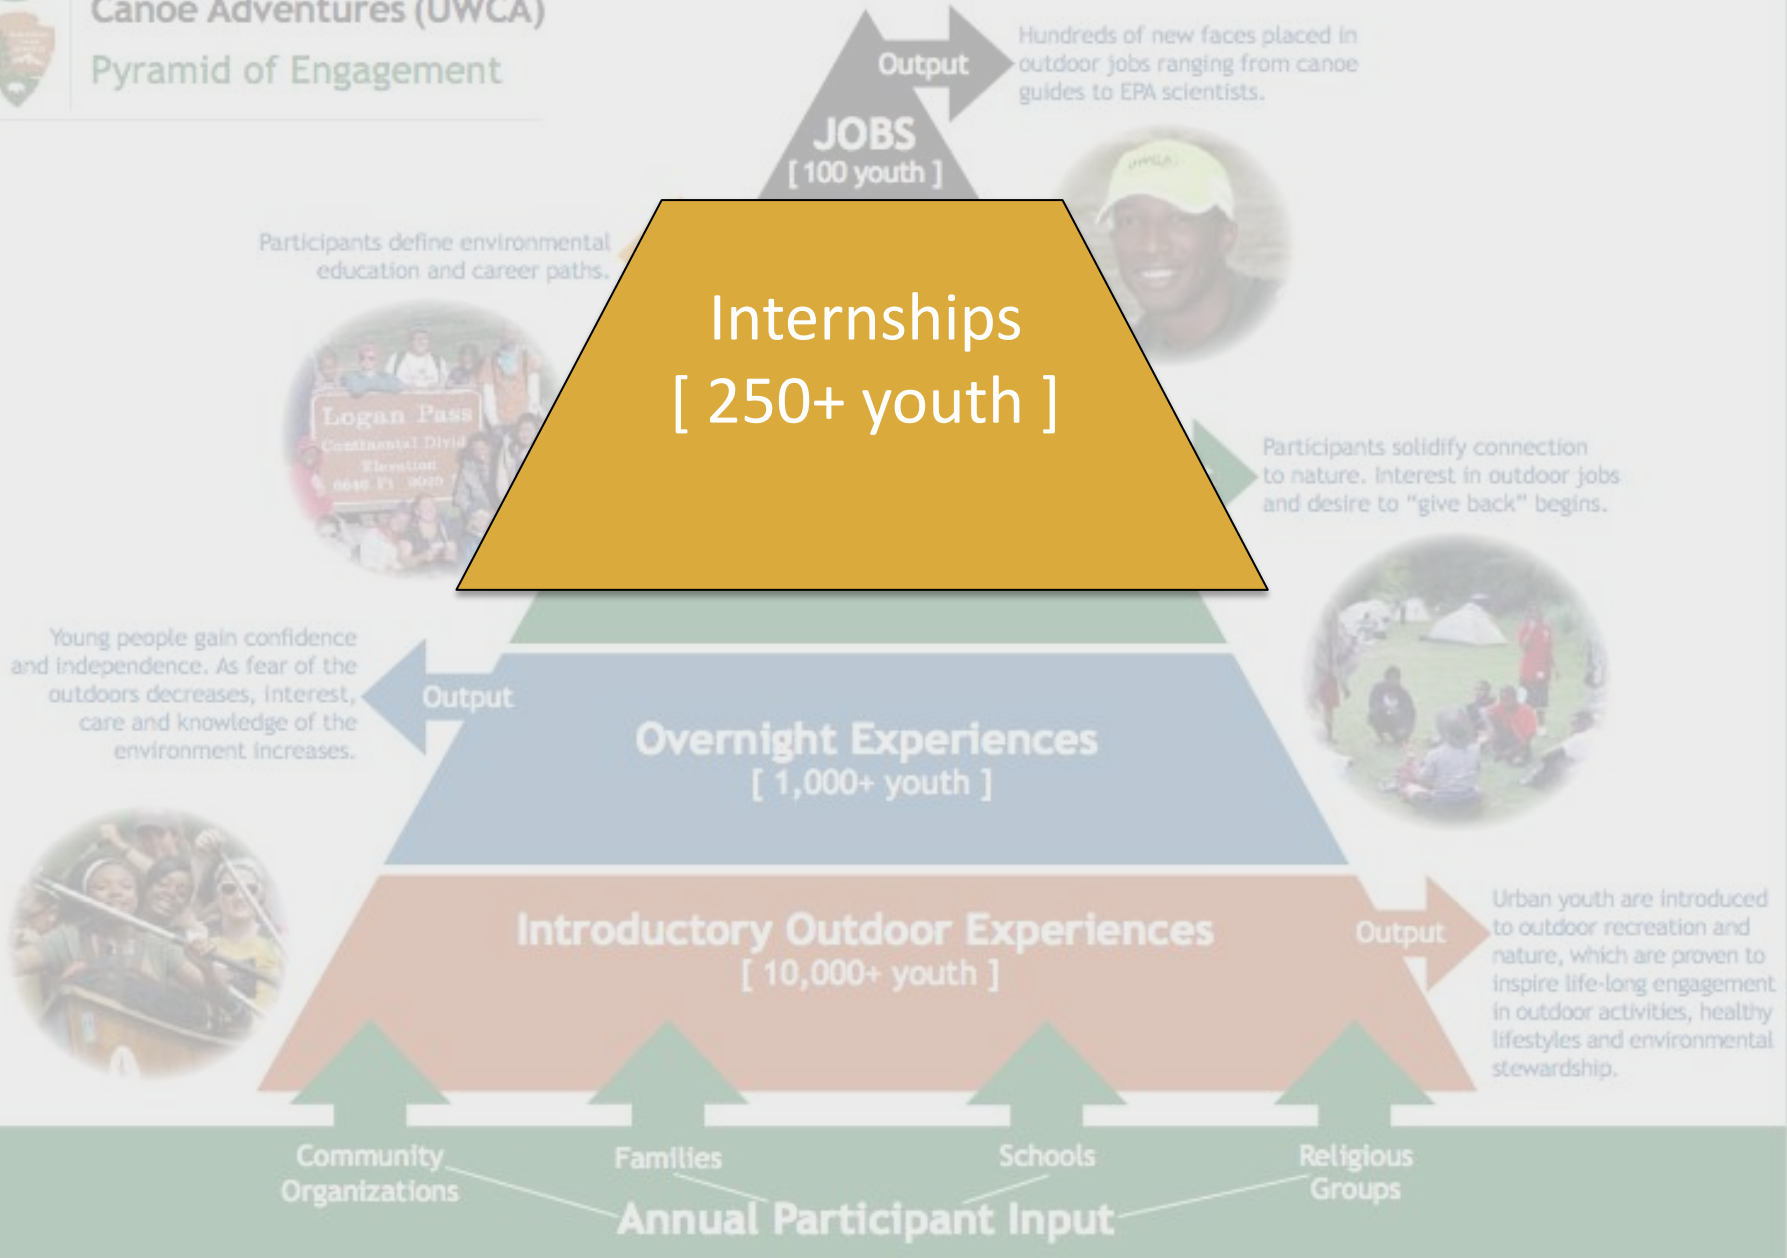 Canoe Adventures (UWCA)
Pyramid of Engagement
Output
Hundreds of new faces placed in
outdoor jobs ranging from canoe
guides to EPA scientists.
JOBS
[ 100 youth ]
Participants define environmental
education and career paths.
Internships
[ 250+ youth ]
Logan Pass
Continental Divid
Elevation
Participants solidify connection
to nature. Interest in outdoor jobs
and desire to “give back” begins.
Young people gain confidence
and independence. As fear of the
outdoors decreases, interest,
care and knowledge of the
environment increases.
Output
Overnight Experiences
[ 1,000+ youth ]
Introductory Outdoor Experiences
[ 10,000+ youth ]
Output
Urban youth are introduced
to outdoor recreation and
nature, which are proven to
inspire life-long engagement
in outdoor activities, healthy
lifestyles and environmental
stewardship.
Community
Organizations
Families
Schools
Religious
Groups
Annual Participant Input